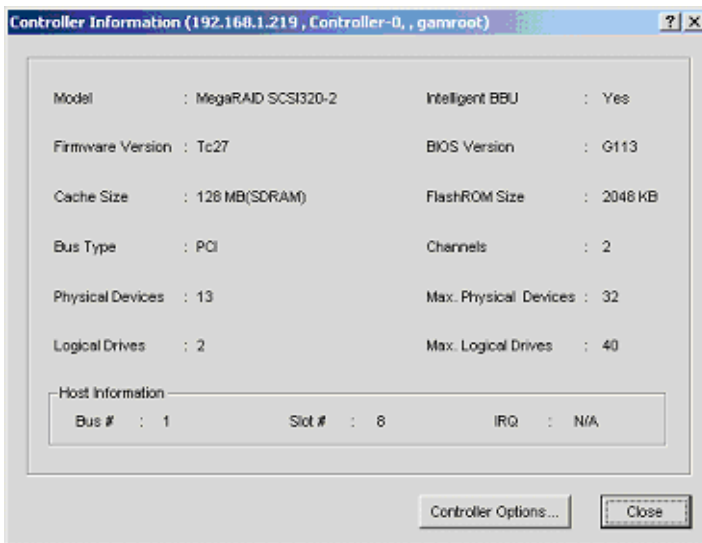 Controller Information (192.168.1.219 , Controller-0, , gamroot)
Model : MegaRAID SCSI320-2 Intelligent BBU : Yes
Firmware Version : Tc27 BIOS Version : G113
Cache Size : 128 MB(SDRAM) FlashROM Size : 2048 KB
Bus Type : PCI Channels : 2
Physical Devices : 13 Max. Physical Devices : 32
Logical Drives : 2 Max. Logical Drives : 40
Host Information
Bus # : 1 Slot # : 8 IRQ : N/A
Controller Options... Close